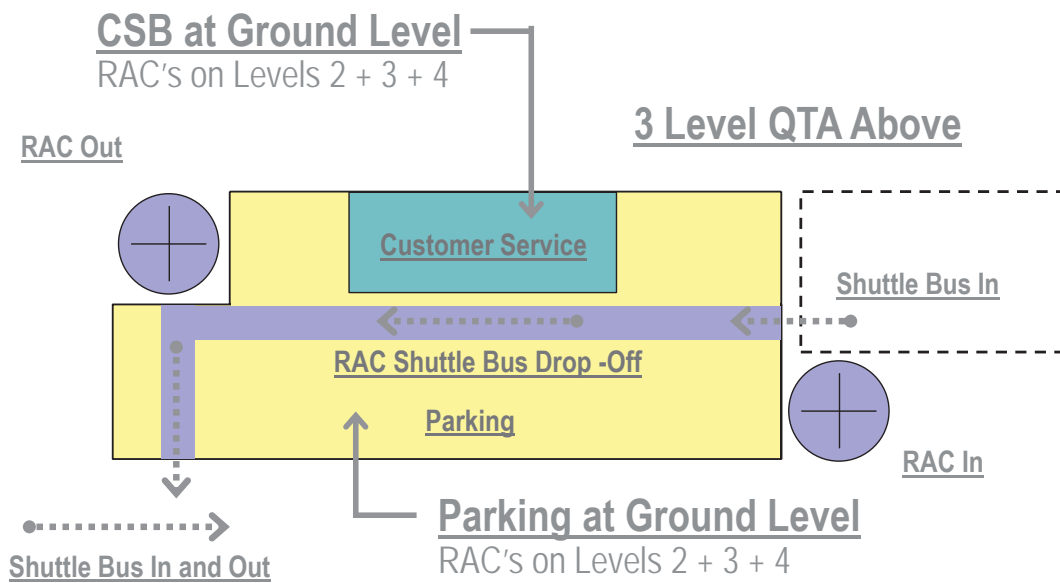 CSB at Ground Level
RAC's on Levels 2 + 3 + 4
3 Level QTA Above
RAC Out
Customer Service
Shuttle Bus In
RAC Shuttle Bus Drop -Off
Parking
RAC In
Parking at Ground Level
RAC's on Levels 2 + 3 + 4
Shuttle Bus In and Out